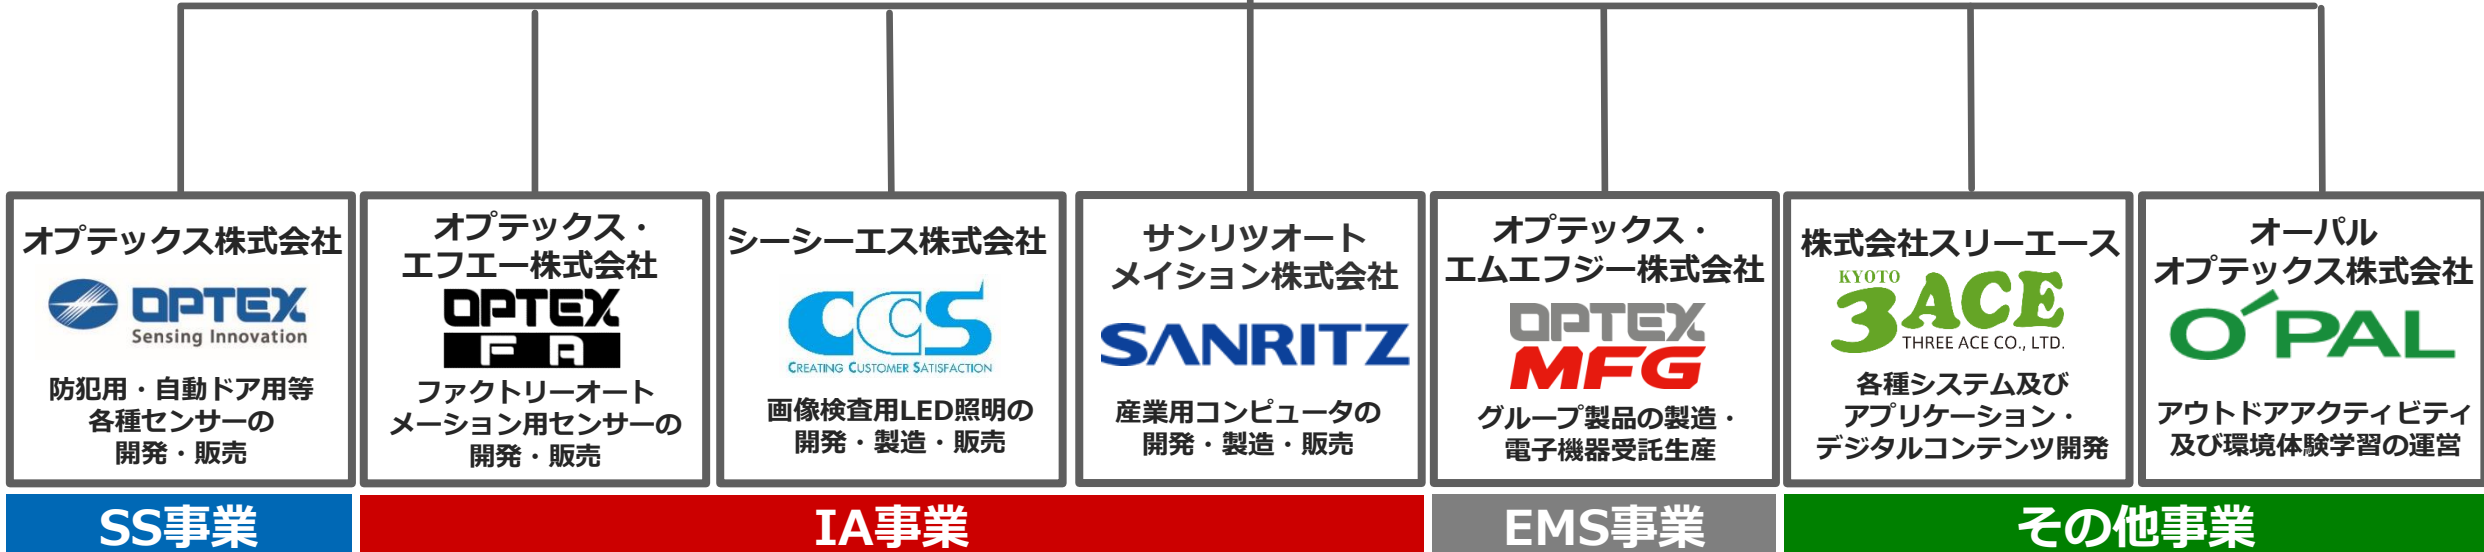 オプテックス株式会社
OPTEX
Sensing Innovation
防犯用・自動ドア用等
各種センサーの
開発・販売
オプテックス・
エフエー株式会社
OPTEX
FA
ファクトリーオート
メーション用センサーの
開発・販売
シーシーエス株式会社
CCS
CREATING CUSTOMER SATISFACTION
画像検査用LED照明の
開発・製造・販売
サンリツオート
メイション株式会社
SANRITZ
産業用コンピュータの
開発・製造・販売
オプテックス・
エムエフジー株式会社
OPTEX
MFG
グループ製品の製造・
電子機器受託生産
株式会社スリーエース
KYOTO
3ACE
THREE ACE CO., LTD.
各種システム及び
アプリケーション・
デジタルコンテンツ開発
オーパル
オプテックス株式会社
O'PAL
アウトドアアクティビティ
及び環境体験学習の運営
SS事業
IA事業
EMS事業
その他事業